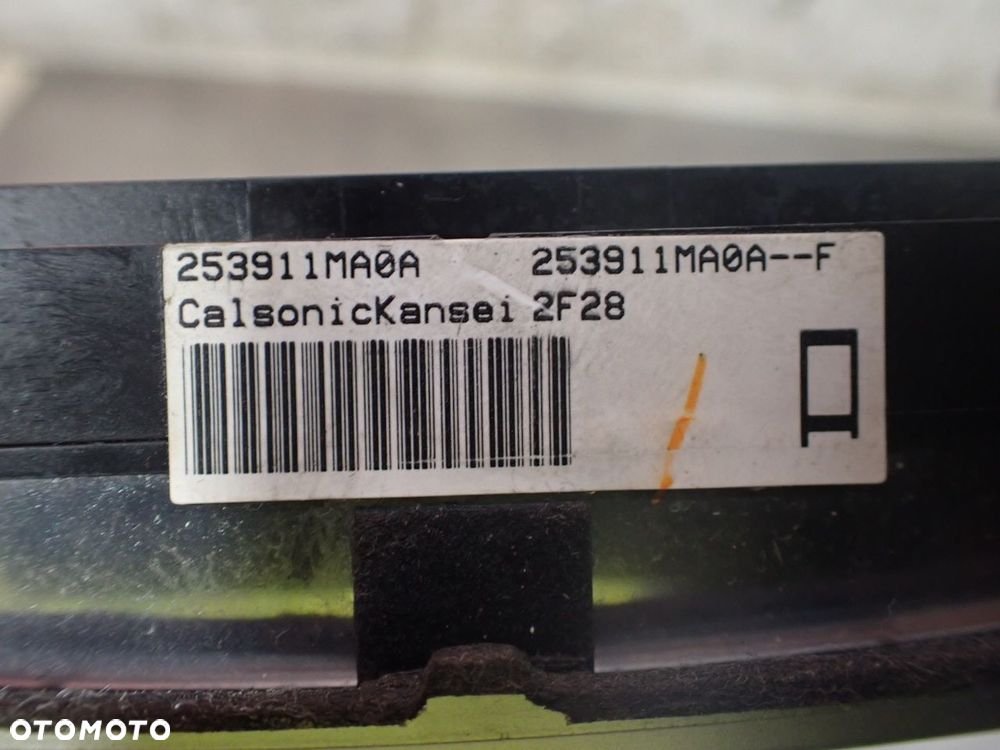 253911MA0A 253911MA0A--F
CalsonicKansei 2F28
OTOMOTO